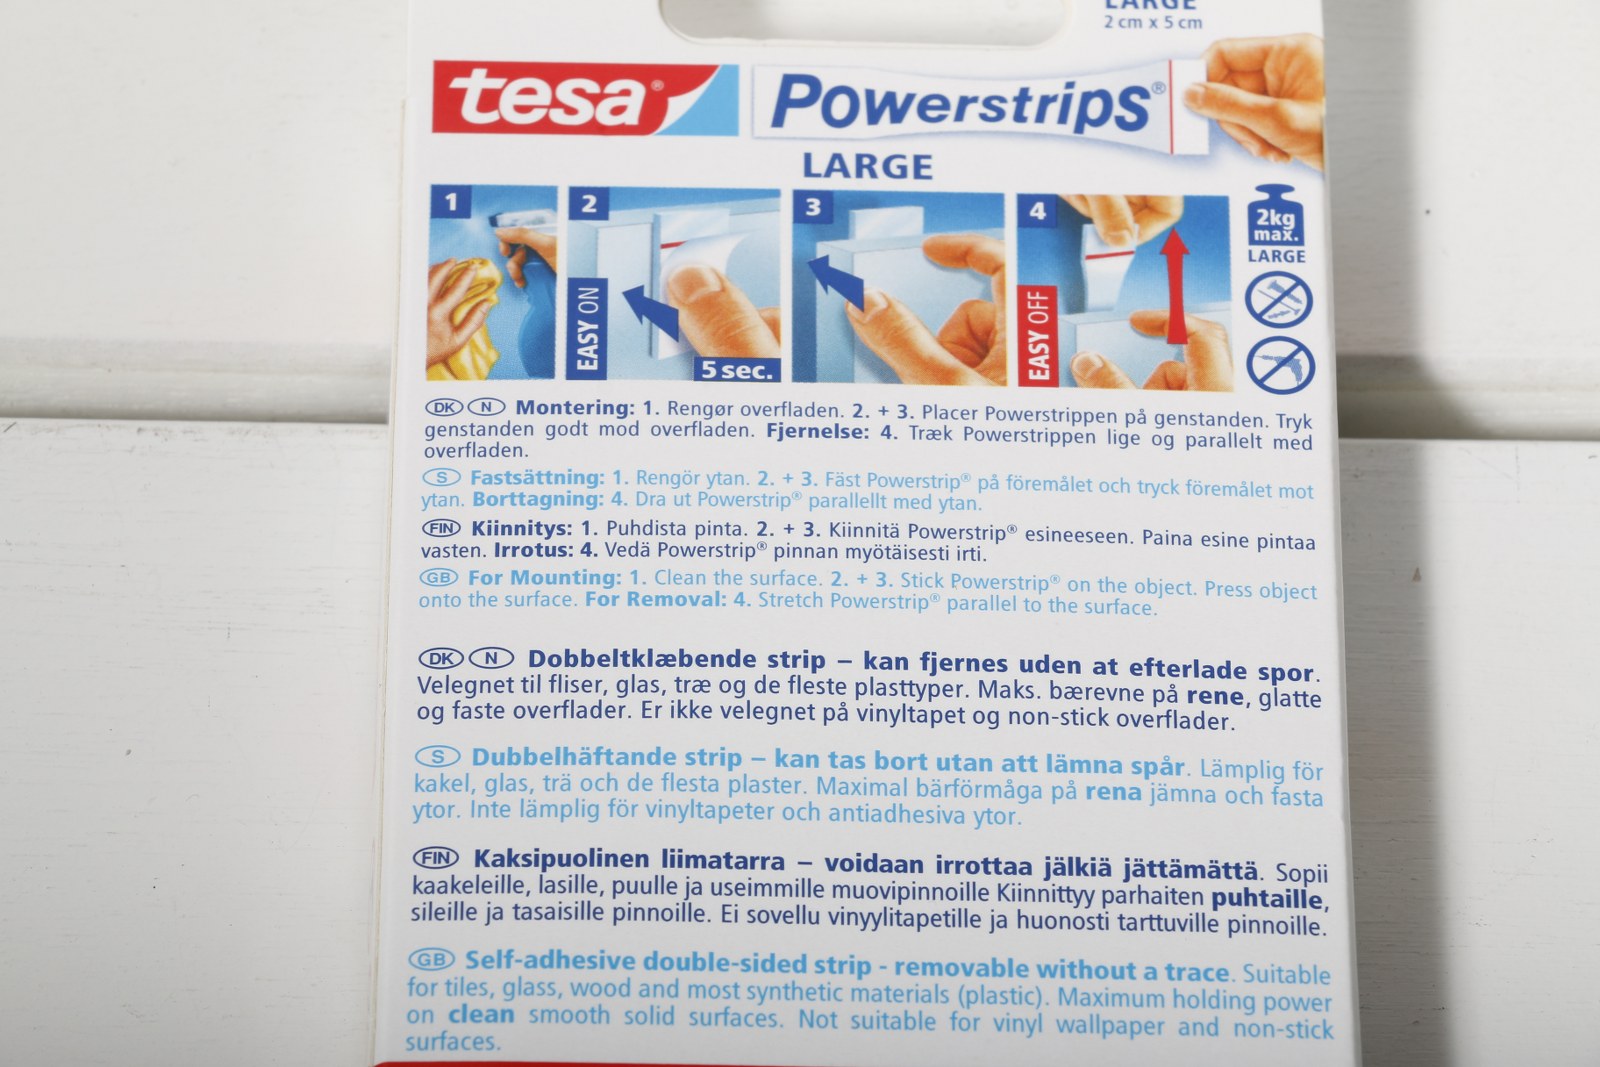 LARGE
2 cm x 5 cm
tesa®
Powerstrips®
LARGE
1
2
EASY ON
5 sec.
3
4
EASY OFF
2kg
max.
LARGE
DK N Montering: 1. Rengør overfladen. 2. + 3. Placer Powerstrippen på genstanden. Tryk
genstanden godt mod overfladen. Fjernelse: 4. Træk Powerstrippen lige og parallelt med
overfladen.
S Fastsättning: 1. Rengör ytan. 2. + 3. Fäst Powerstrip® på föremålet och tryck föremålet mot
ytan. Borttagning: 4. Dra ut Powerstrip® parallellt med ytan.
FIN Kiinnitys: 1. Puhdista pinta. 2. + 3. Kiinnitä Powerstrip® esineeseen. Paina esine pintaa
vasten. Irrotus: 4. Vedä Powerstrip® pinnan myötäisesti irti.
GB For Mounting: 1. Clean the surface. 2. + 3. Stick Powerstrip® on the object. Press object
onto the surface. For Removal: 4. Stretch Powerstrip® parallel to the surface.
DK N Dobbeltklæbende strip – kan fjernes uden at efterlade spor.
Velegnet til fliser, glas, træ og de fleste plasttyper. Maks. bæreevne på rene, glatte
og faste overflader. Er ikke velegnet på vinyltapet og non-stick overflader.
S Dubbelhäftande strip – kan tas bort utan att lämna spår. Lämplig för
kakel, glas, trä och de flesta plaster. Maximal bärförmåga på rena jämna och fasta
ytor. Inte lämplig för vinyltapeter och antiadhesiva ytor.
FIN Kaksipuolinen liimatarra – voidaan irrottaa jälkiä jättämättä. Sopii
kaakeleille, lasille, puulle ja useimmille muovipinnoille Kiinnittyy parhaiten puhtaille,
sileille ja tasaisille pinnoille. Ei sovellu vinyylitapetille ja huonosti tarttuville pinnoille.
GB Self-adhesive double-sided strip - removable without a trace. Suitable
for tiles, glass, wood and most synthetic materials (plastic). Maximum holding power
on clean smooth solid surfaces. Not suitable for vinyl wallpaper and non-stick
surfaces.